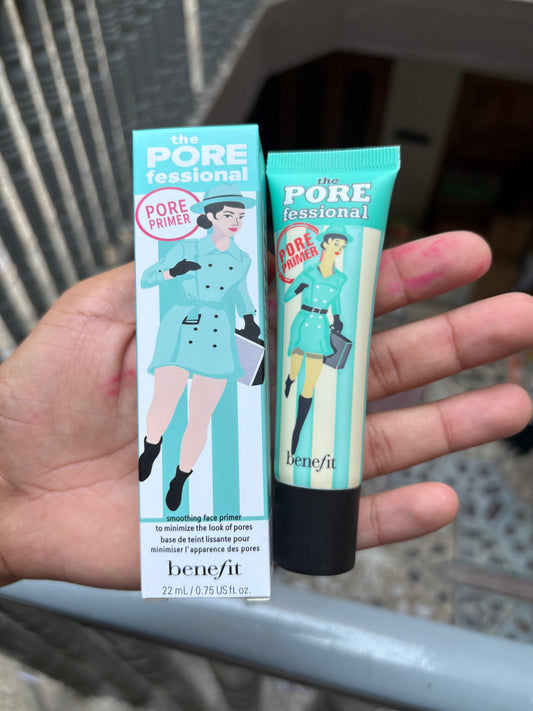 the
PORE
fessional
PORE
PRIMER
smoothing face primer
to minimize the look of pores
base de teint lissante pour
minimiser l'apparence des pores
benefit
22 mL / 0.75 US fl. oz.
the
PORE
fessional
PORE
PRIMER
benefit